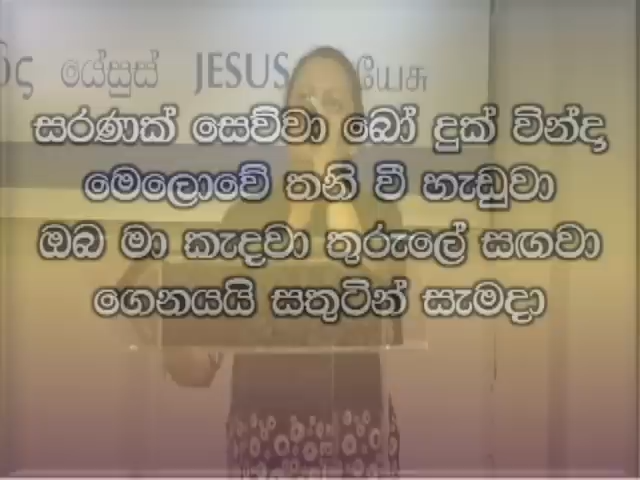 යේසුස් JESUS
සරණක් සෙව්වා බෝ දුක් වින්ද
මෙලොවේ තනි වී හැඬුවා
ඔබ මා කැඳවා තුරුලේ සඟවා
ගෙනයයි සතුටින් සැමදා